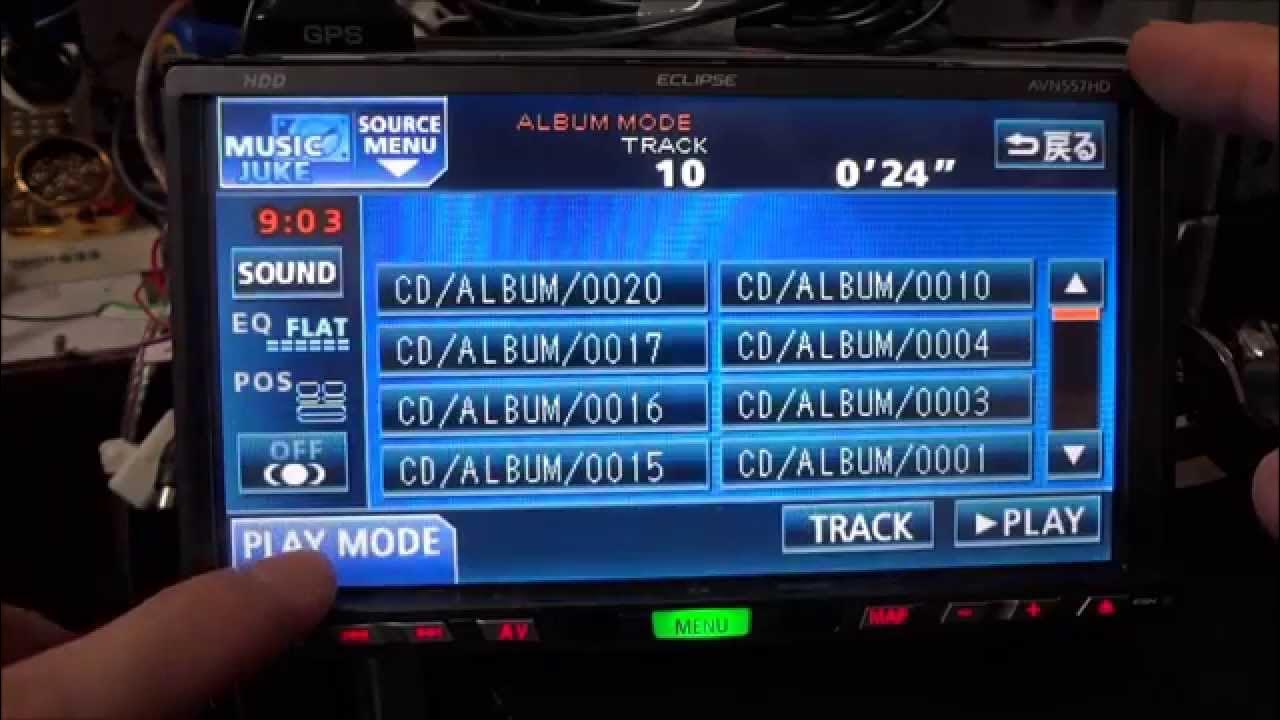 GPS
HDD
ECLIPSE
AVN557HD
MUSIC
JUKE
SOURCE
MENU
ALBUM MODE
TRACK
10
0'24"
戻る
9:03
SOUND
EQ FLAT
POS
OFF
CD/ALBUM/0020
CD/ALBUM/0010
CD/ALBUM/0017
CD/ALBUM/0004
CD/ALBUM/0016
CD/ALBUM/0003
CD/ALBUM/0015
CD/ALBUM/0001
PLAY MODE
TRACK
►PLAY
AV
MENU
MAP
- +